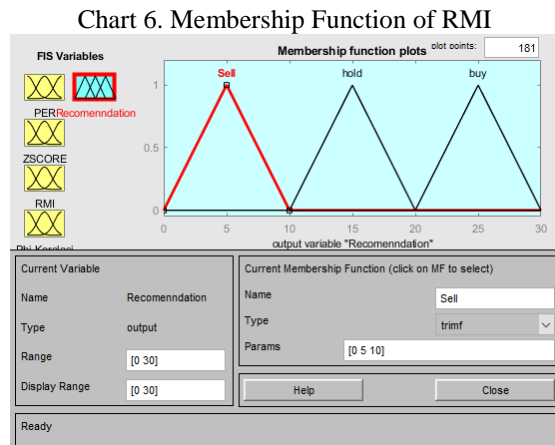 Chart 6. Membership Function of RMI
FIS Variables
Membership function plots
plot points:
181
PER
Recomenndation
ZSCORE
RMI
Sell
hold
buy
1
0.5
0
0
5
10
15
20
25
30
output variable "Recomenndation"
Current Variable
Name
Recomenndation
Type
output
Range
[0 30]
Display Range
[0 30]
Current Membership Function (click on MF to select)
Name
Sell
Type
trimf
Params
[0 5 10]
Help
Close
Ready